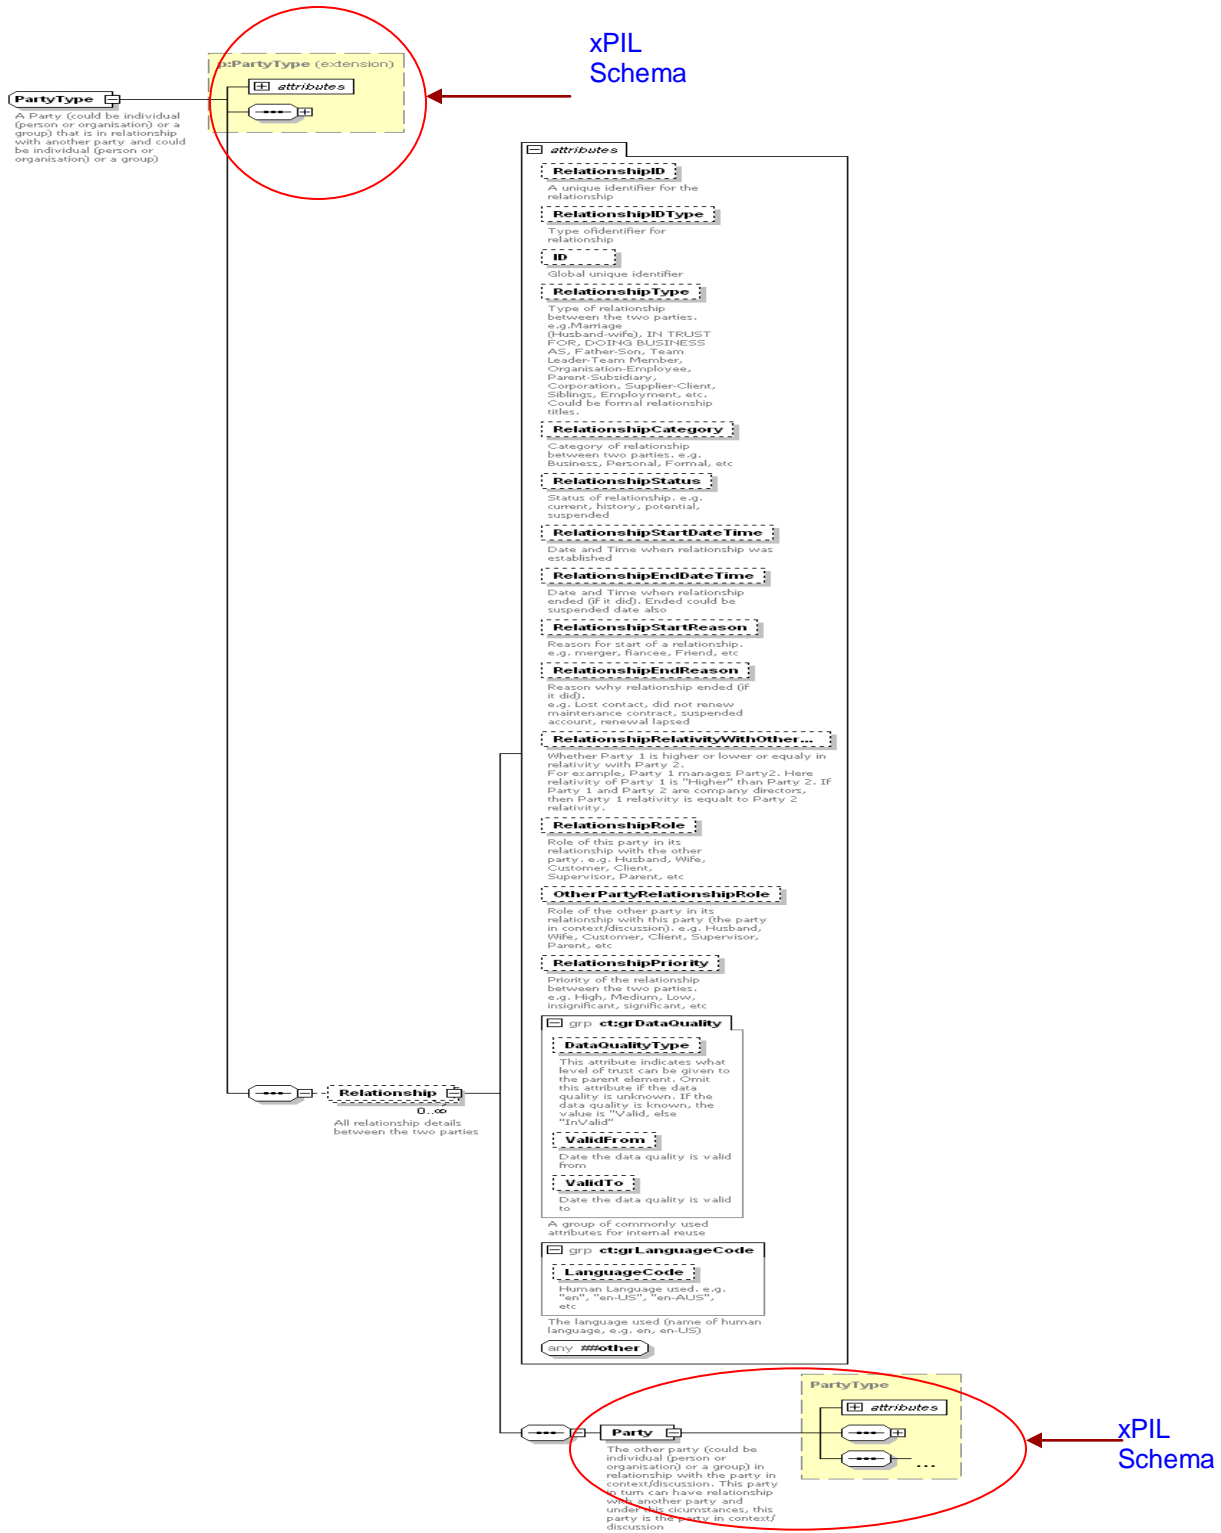 xPIL
Schema
p:PartyType (extension)
attributes
PartyType
A Party (could be individual
(person or organisation) or a
group) that is in relationship
with another party and could
be individual (person or
organisation) or a group)
attributes
RelationshipID
A unique identifier for the
relationship
RelationshipIDType
Type ofidentifier for
relationship
ID
Global unique identifier
RelationshipType
Type of relationship
between the two parties.
e.g.Marriage
(Husband-wife), IN TRUST
FOR, DOING BUSINESS
AS, Father-Son, Team
Leader-Team Member,
Organisation-Employee,
Parent-Subsidiary,
Corporation, Supplier-Client,
Siblings, Employment, etc.
Could be formal relationship
titles.
RelationshipCategory
Category of relationship
between two parties. e.g.
Business, Personal, Formal, etc
RelationshipStatus
Status of relationship. e.g.
current, history, potential,
suspended
RelationshipStartDateTime
Date and Time when relationship was
established
RelationshipEndDateTime
Date and Time when relationship
ended (if it did). Ended could be
suspended date also
RelationshipStartReason
Reason for start of a relationship.
e.g. merger, fiancee, Friend, etc
RelationshipEndReason
Reason why relationship ended (if
it did).
e.g. Lost contact, did not renew
maintenance contract, suspended
account, renewal lapsed
RelationshipRelativityWithOther...
Whether Party 1 is higher or lower or equaly in
relativity with Party 2.
For example, Party 1 manages Party2. Here
relativity of Party 1 is "Higher" than Party 2. If
Party 1 and Party 2 are company directors,
then Party 1 relativity is equalt to Party 2
relativity.
RelationshipRole
Role of this party in its
relationship with the other
party. e.g. Husband, Wife,
Customer, Client,
Supervisor, Parent, etc
OtherPartyRelationshipRole
Role of the other party in its
relationship with this party (the party
in context/discussion). e.g. Husband,
Wife, Customer, Client, Supervisor,
Parent, etc
RelationshipPriority
Priority of the relationship
between the two parties.
e.g. High, Medium, Low,
insignificant, significant, etc
grp ct:grDataQuality
DataQualityType
This attribute indicates what
level of trust can be given to
the parent element. Omit
this attribute if the data
quality is unknown. If the
data quality is known, the
value is "Valid, else
"InValid"
ValidFrom
Date the data quality is valid
from
ValidTo
Date the data quality is valid
to
A group of commonly used
attributes for internal reuse
grp ct:grLanguageCode
LanguageCode
Human Language used. e.g.
"en", "en-US", "en-AUS",
etc
The language used (name of human
language, e.g. en, en-US)
any ##other
Relationship
0..∞
All relationship details
between the two parties
PartyType
attributes
Party
...
The other party (could be
individual (person or
organisation) or a group) in
relationship with the party in
context/discussion. This party
in turn can have relationship
with another party and
under this cicumstances, this
party is the party in context/
discussion
xPIL
Schema